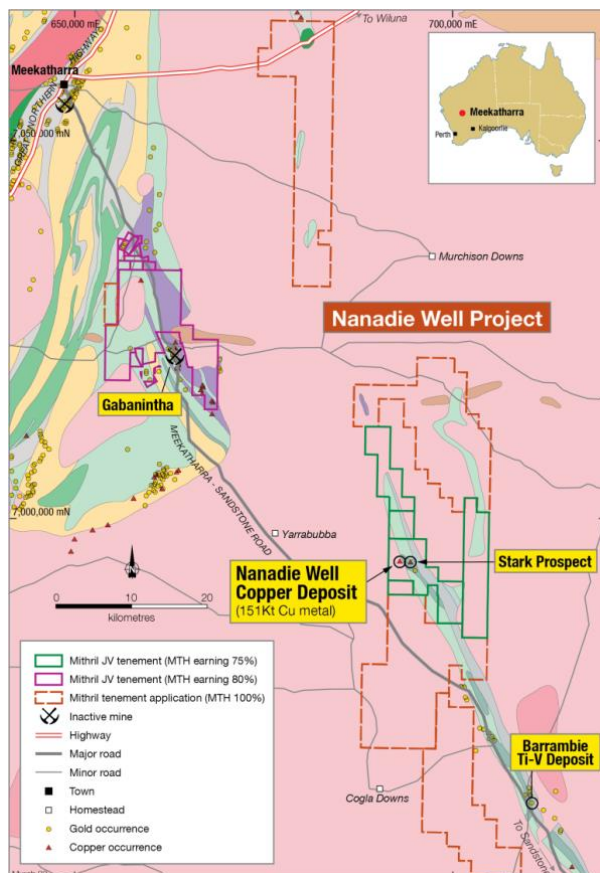 650,000 mE
700,000 mE
To Wiluna
Meekatharra
GREAT NORTHERN HIGHWAY
7,050,000 mN
Meekatharra
Perth
Kalgoorlie
Murchison Downs
Nanadie Well Project
Gabanintha
MEEKATHARRA - SANDSTONE ROAD
7,000,000 mN
Yarrabubba
N
Nanadie Well
Copper Deposit
(151Kt Cu metal)
Stark Prospect
0 10 20
kilometres
Mithril JV tenement (MTH earning 75%)
Mithril JV tenement (MTH earning 80%)
Mithril tenement application (MTH 100%)
Inactive mine
Highway
Major road
Minor road
Town
Homestead
Gold occurrence
Copper occurrence
Barrambie
Ti-V Deposit
Cogla Downs
To Sandstone